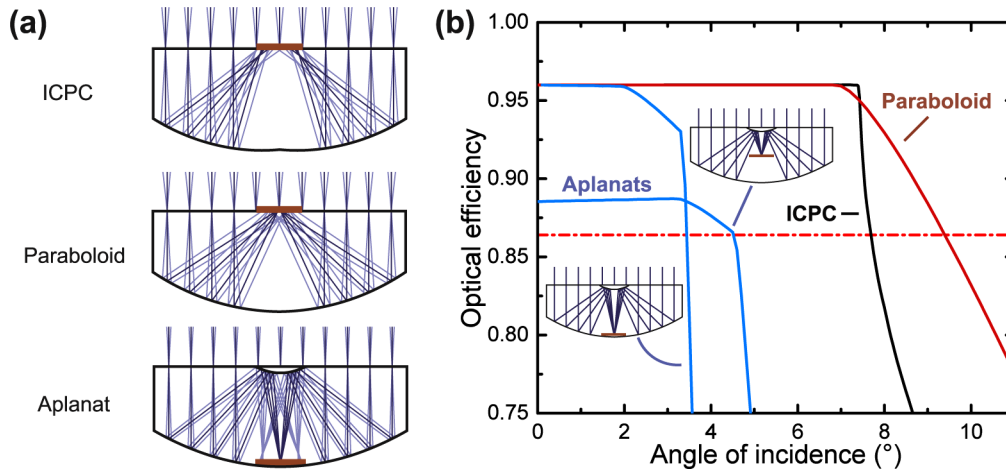 (a)
ICPC
Paraboloid
Aplanat
(b)
Optical efficiency
1.00
0.95
0.90
0.85
0.80
0.75
Paraboloid
Aplanats
ICPC
0 2 4 6 8 10
Angle of incidence (°)